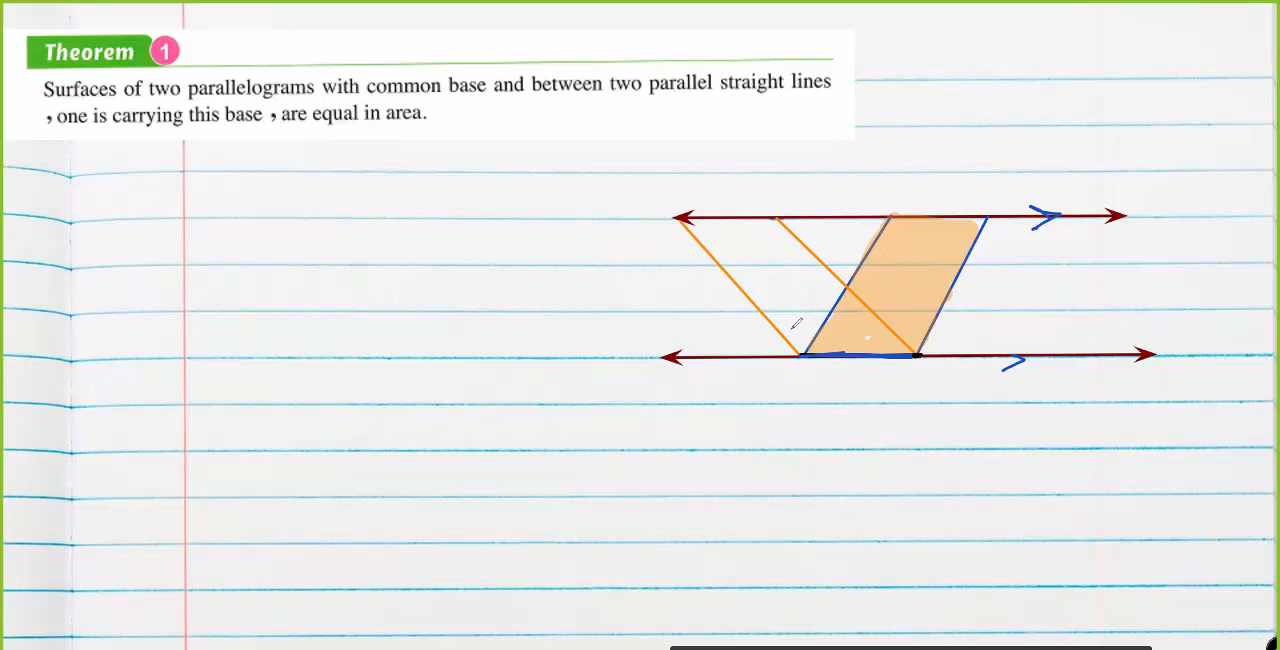 Theorem 1
Surfaces of two parallelograms with common base and between two parallel straight lines
, one is carrying this base , are equal in area.